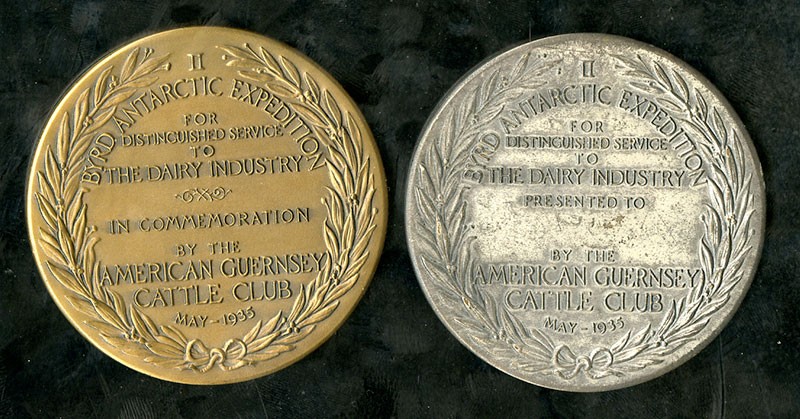 II
BYRD ANTARCTIC EXPEDITION
FOR
DISTINGUISHED SERVICE
TO
THE DAIRY INDUSTRY
IN COMMEMORATION
BY THE
AMERICAN GUERNSEY
CATTLE CLUB
MAY–1935
II
BYRD ANTARCTIC EXPEDITION
FOR
DISTINGUISHED SERVICE
TO
THE DAIRY INDUSTRY
PRESENTED TO
BY THE
AMERICAN GUERNSEY
CATTLE CLUB
MAY–1935